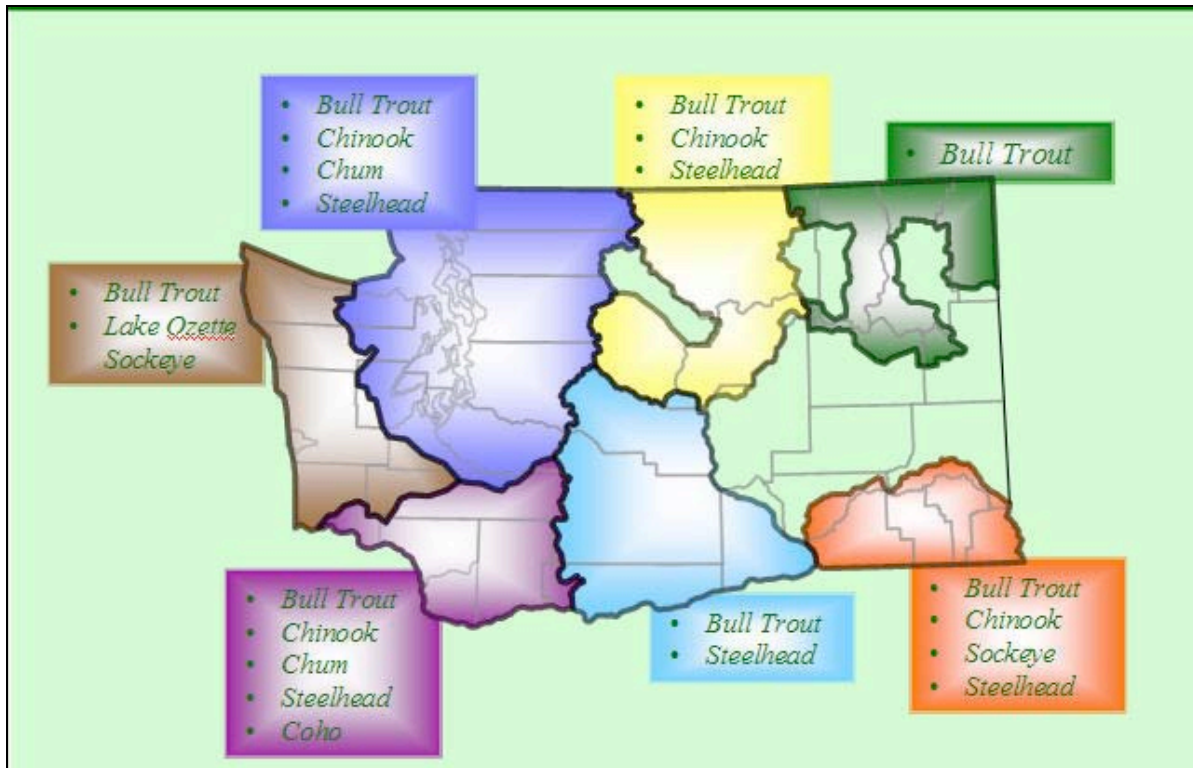 • Bull Trout
• Chinook
• Chum
• Steelhead
• Bull Trout
• Chinook
• Steelhead
• Bull Trout
• Bull Trout
• Lake Ozette
Sockeye
• Bull Trout
• Chinook
• Chum
• Steelhead
• Coho
• Bull Trout
• Steelhead
• Bull Trout
• Chinook
• Sockeye
• Steelhead